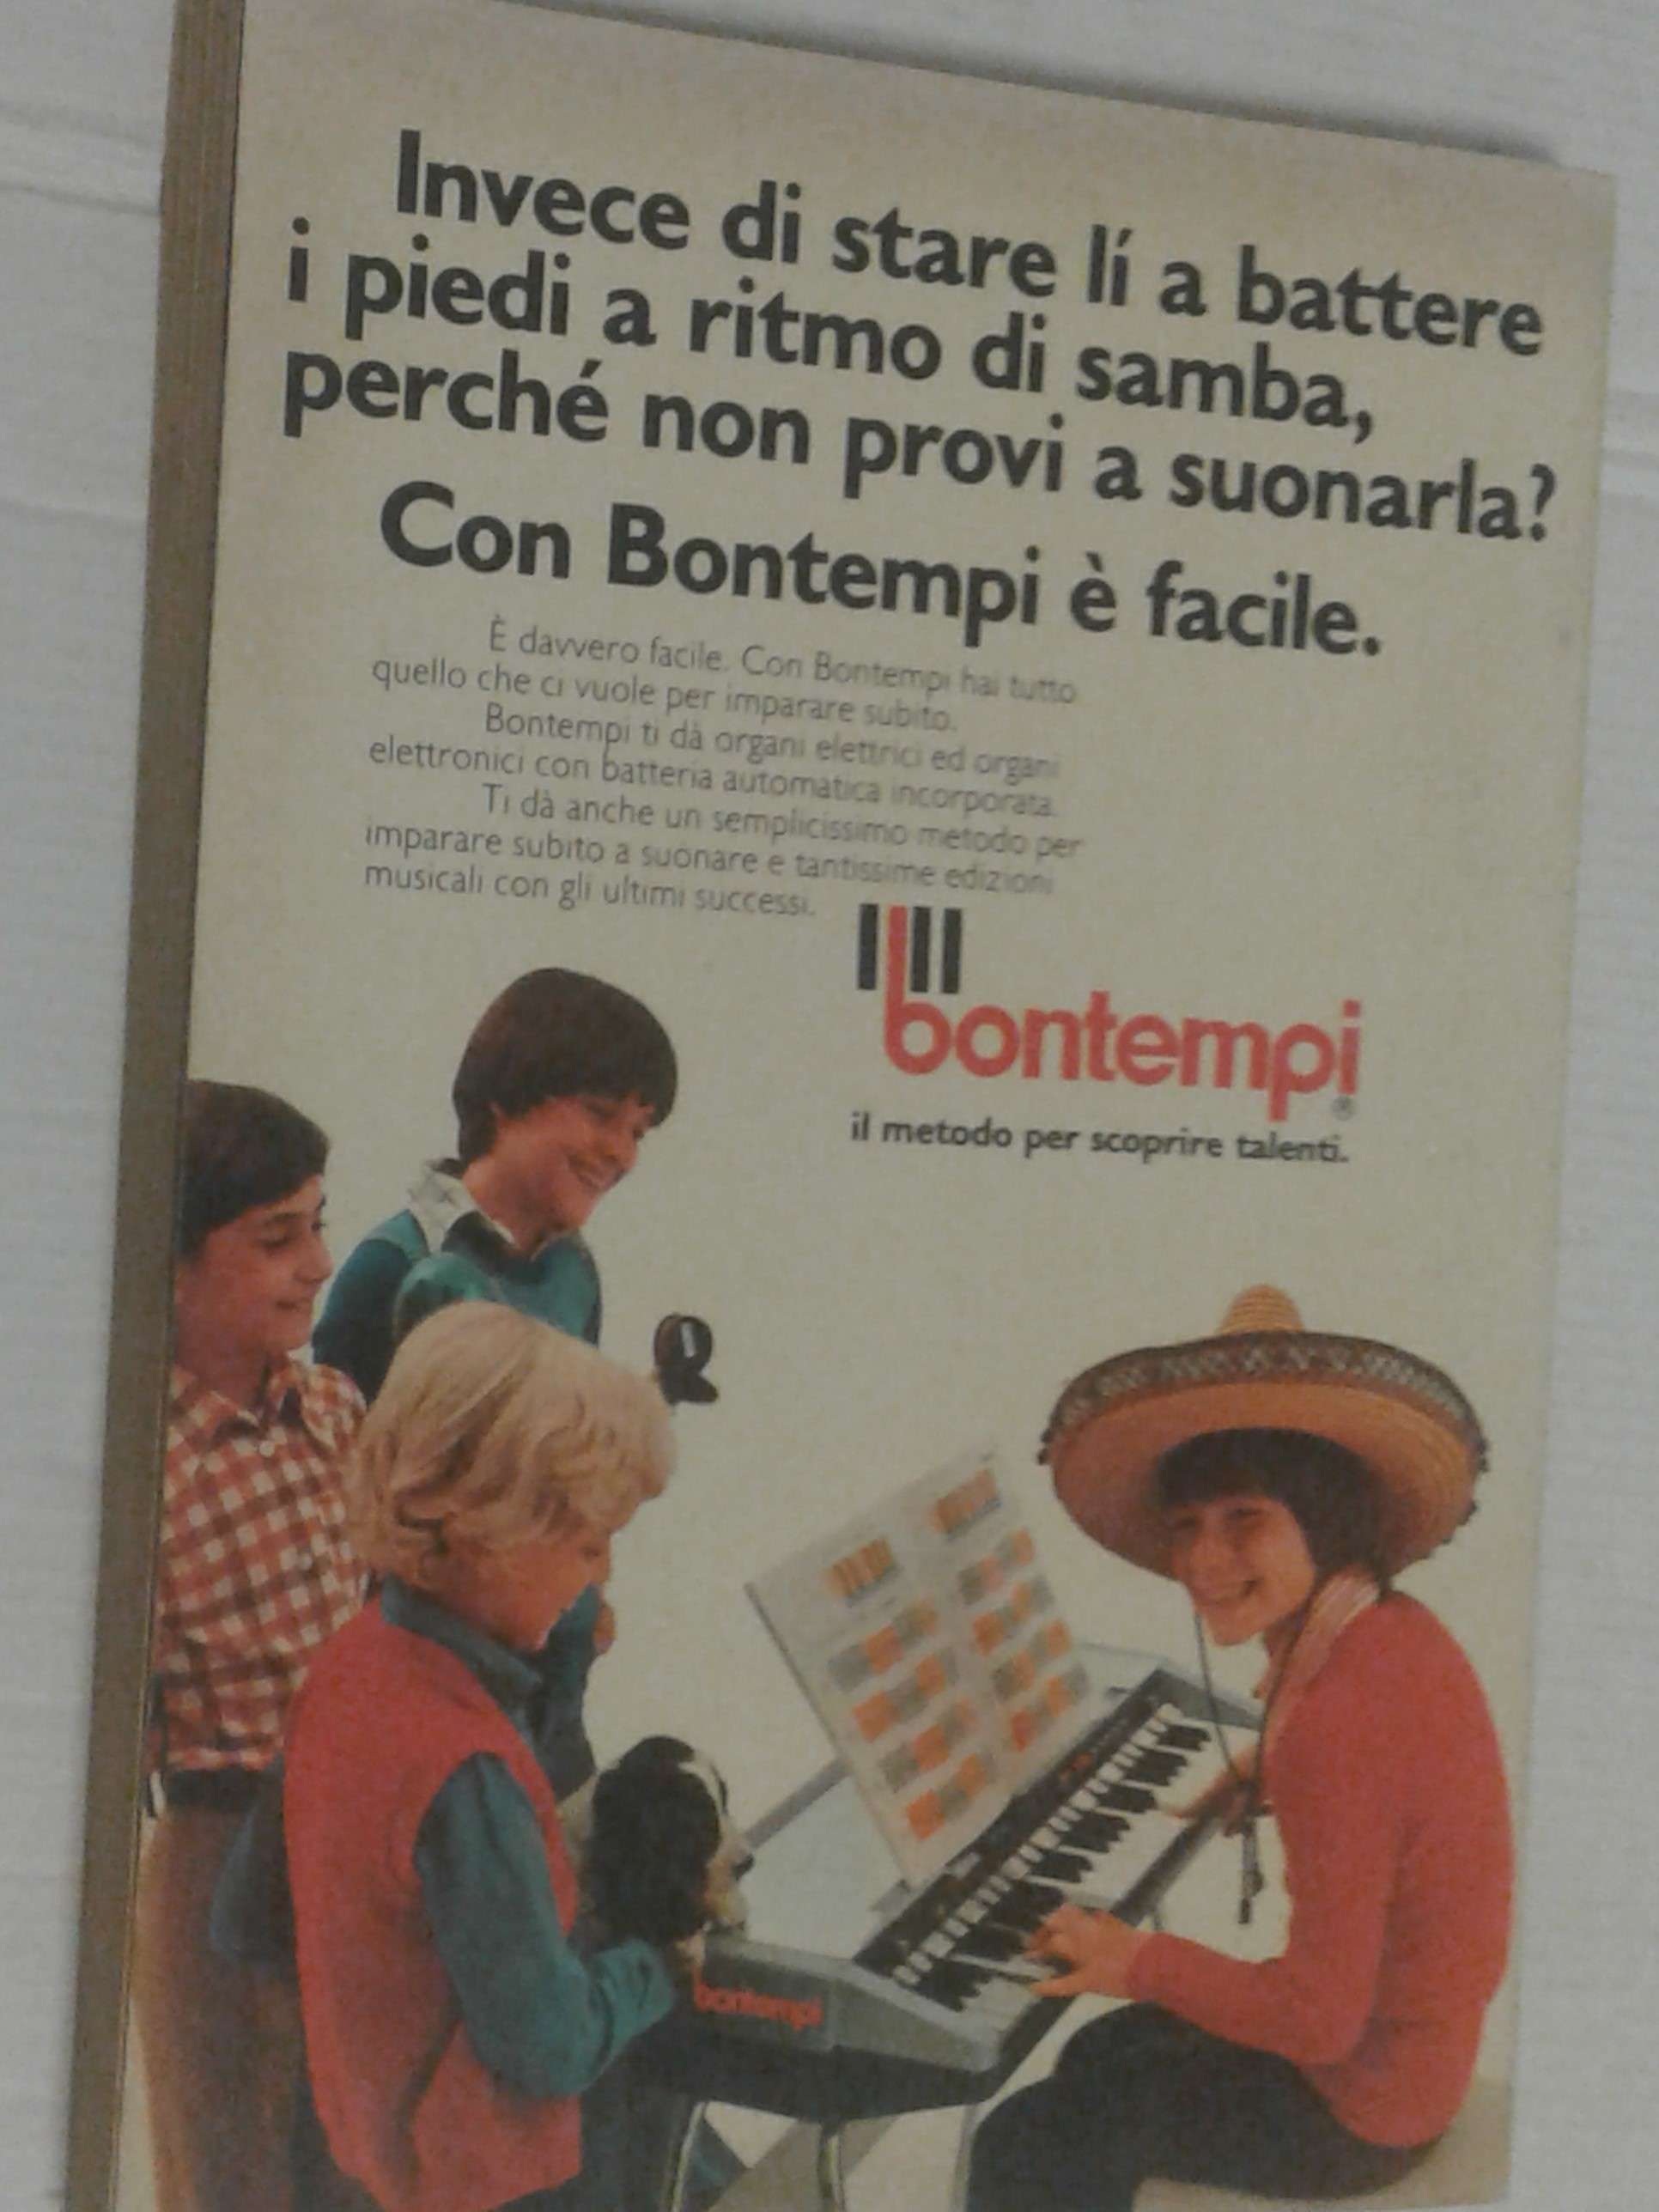 Invece di stare lí a battere
i piedi a ritmo di samba,
perché non provi a suonarla?
Con Bontempi è facile.
È davvero facile. Con Bontempi hai tutto
quello che ci vuole per imparare subito.
Bontempi ti dà organi elettrici ed organi
elettronici con batteria automatica incorporata.
Ti dà anche un semplicissimo metodo per
imparare subito a suonare e tantissime edizioni
musicali con gli ultimi successi.
bontempi®
il metodo per scoprire talenti.
bontempi